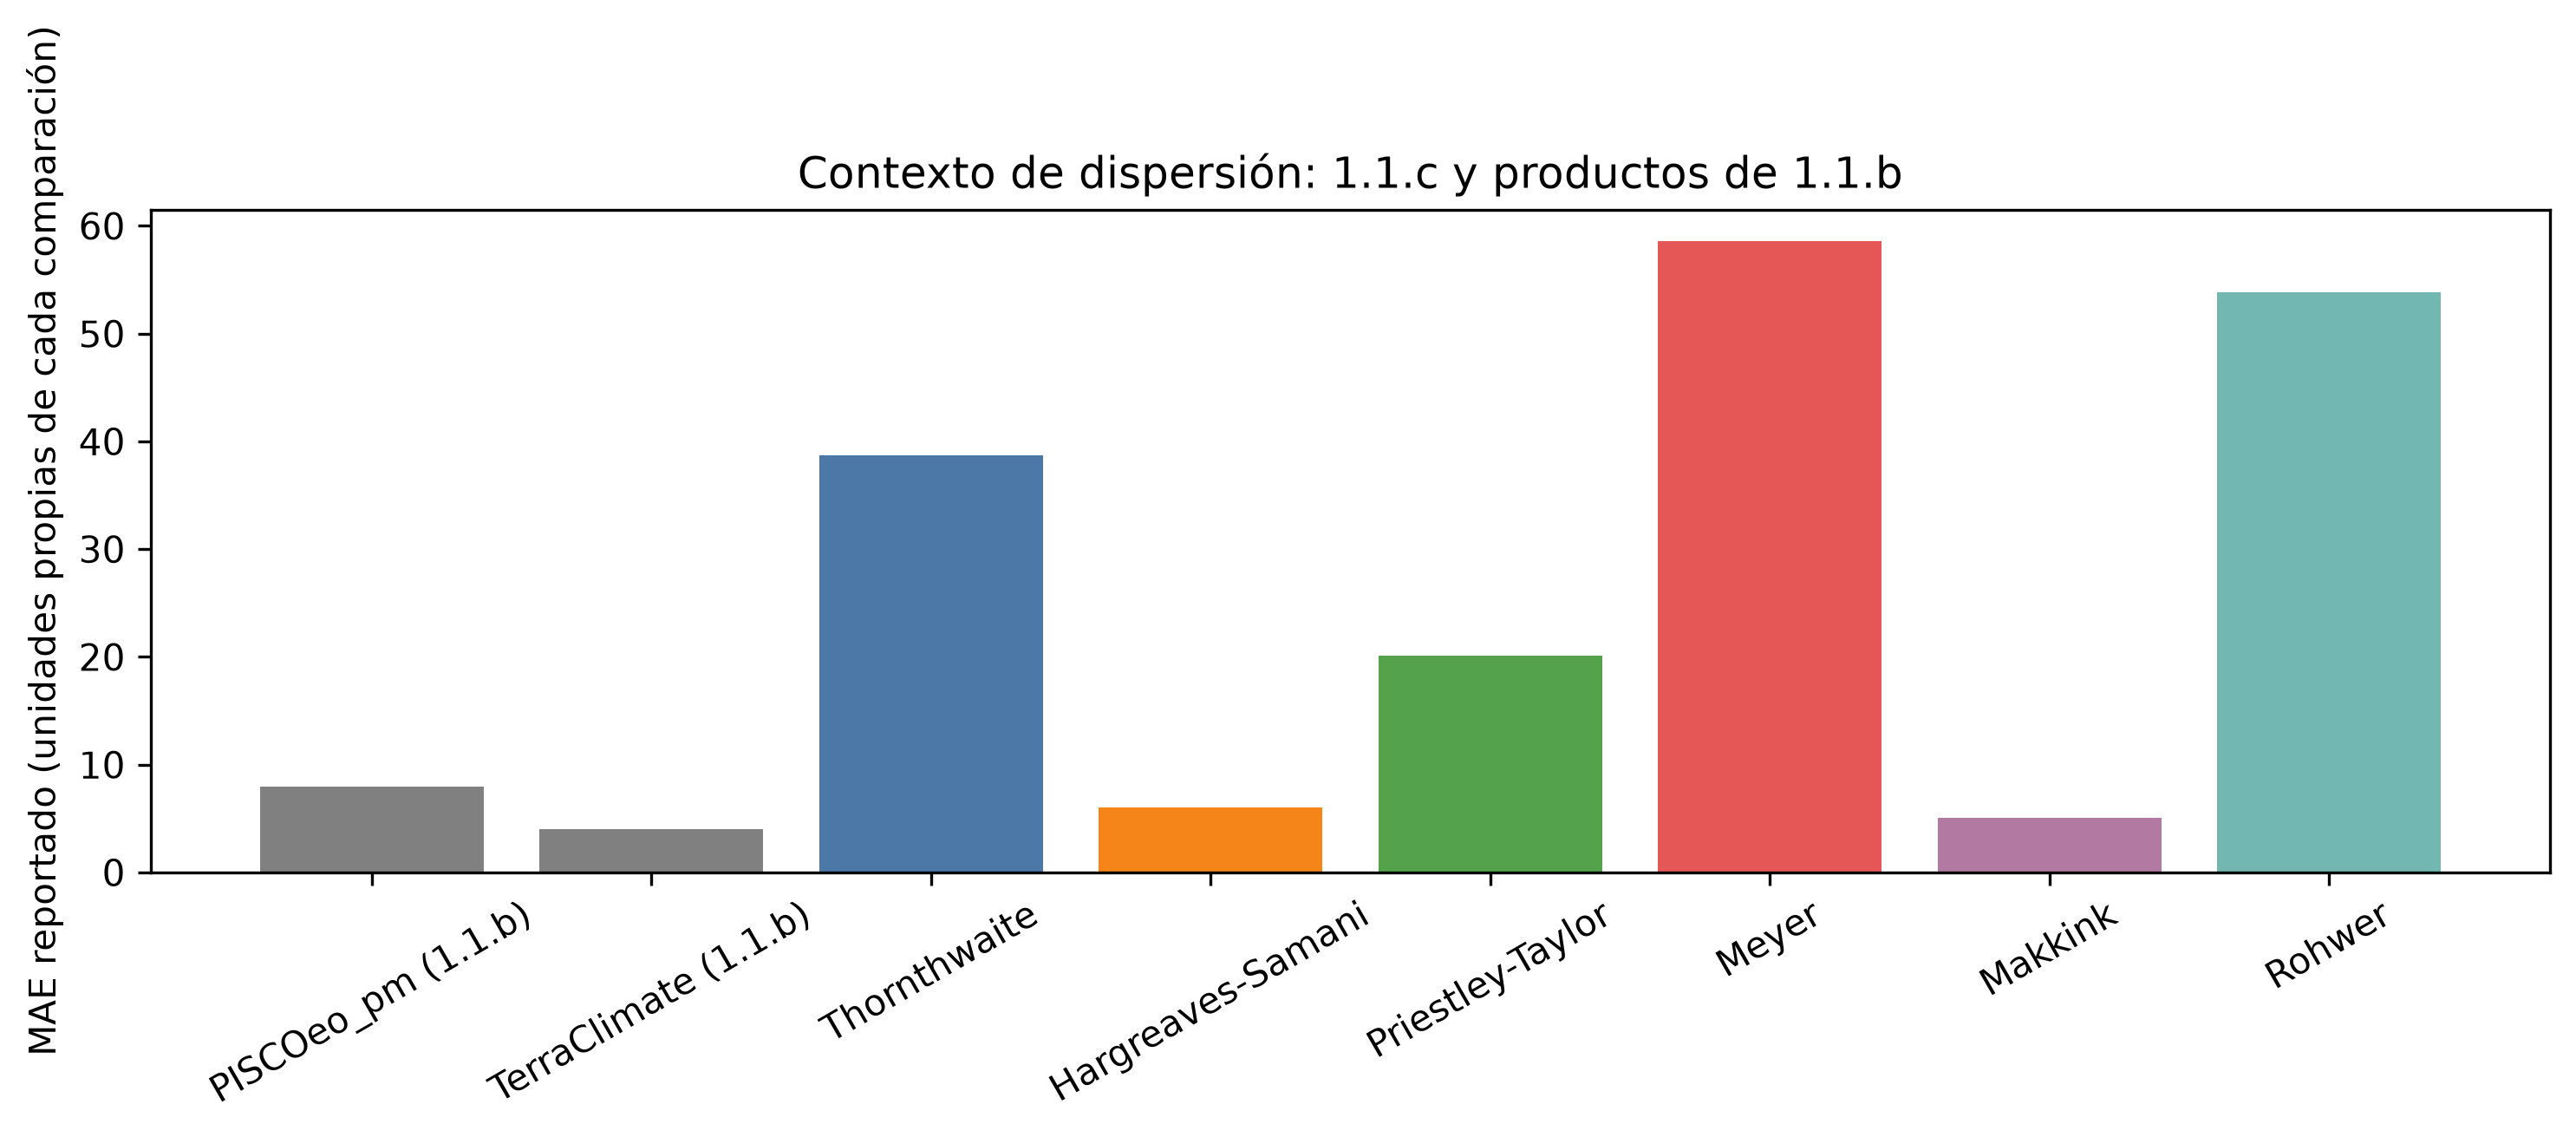 Contexto de dispersión: 1.1.c y productos de 1.1.b
MAE reportado (unidades propias de cada comparación)
60
50
40
30
20
10
0
PISCOeo_pm (1.1.b)
TerraClimate (1.1.b)
Thornthwaite
Hargreaves-Samani
Priestley-Taylor
Meyer
Makkink
Rohwer